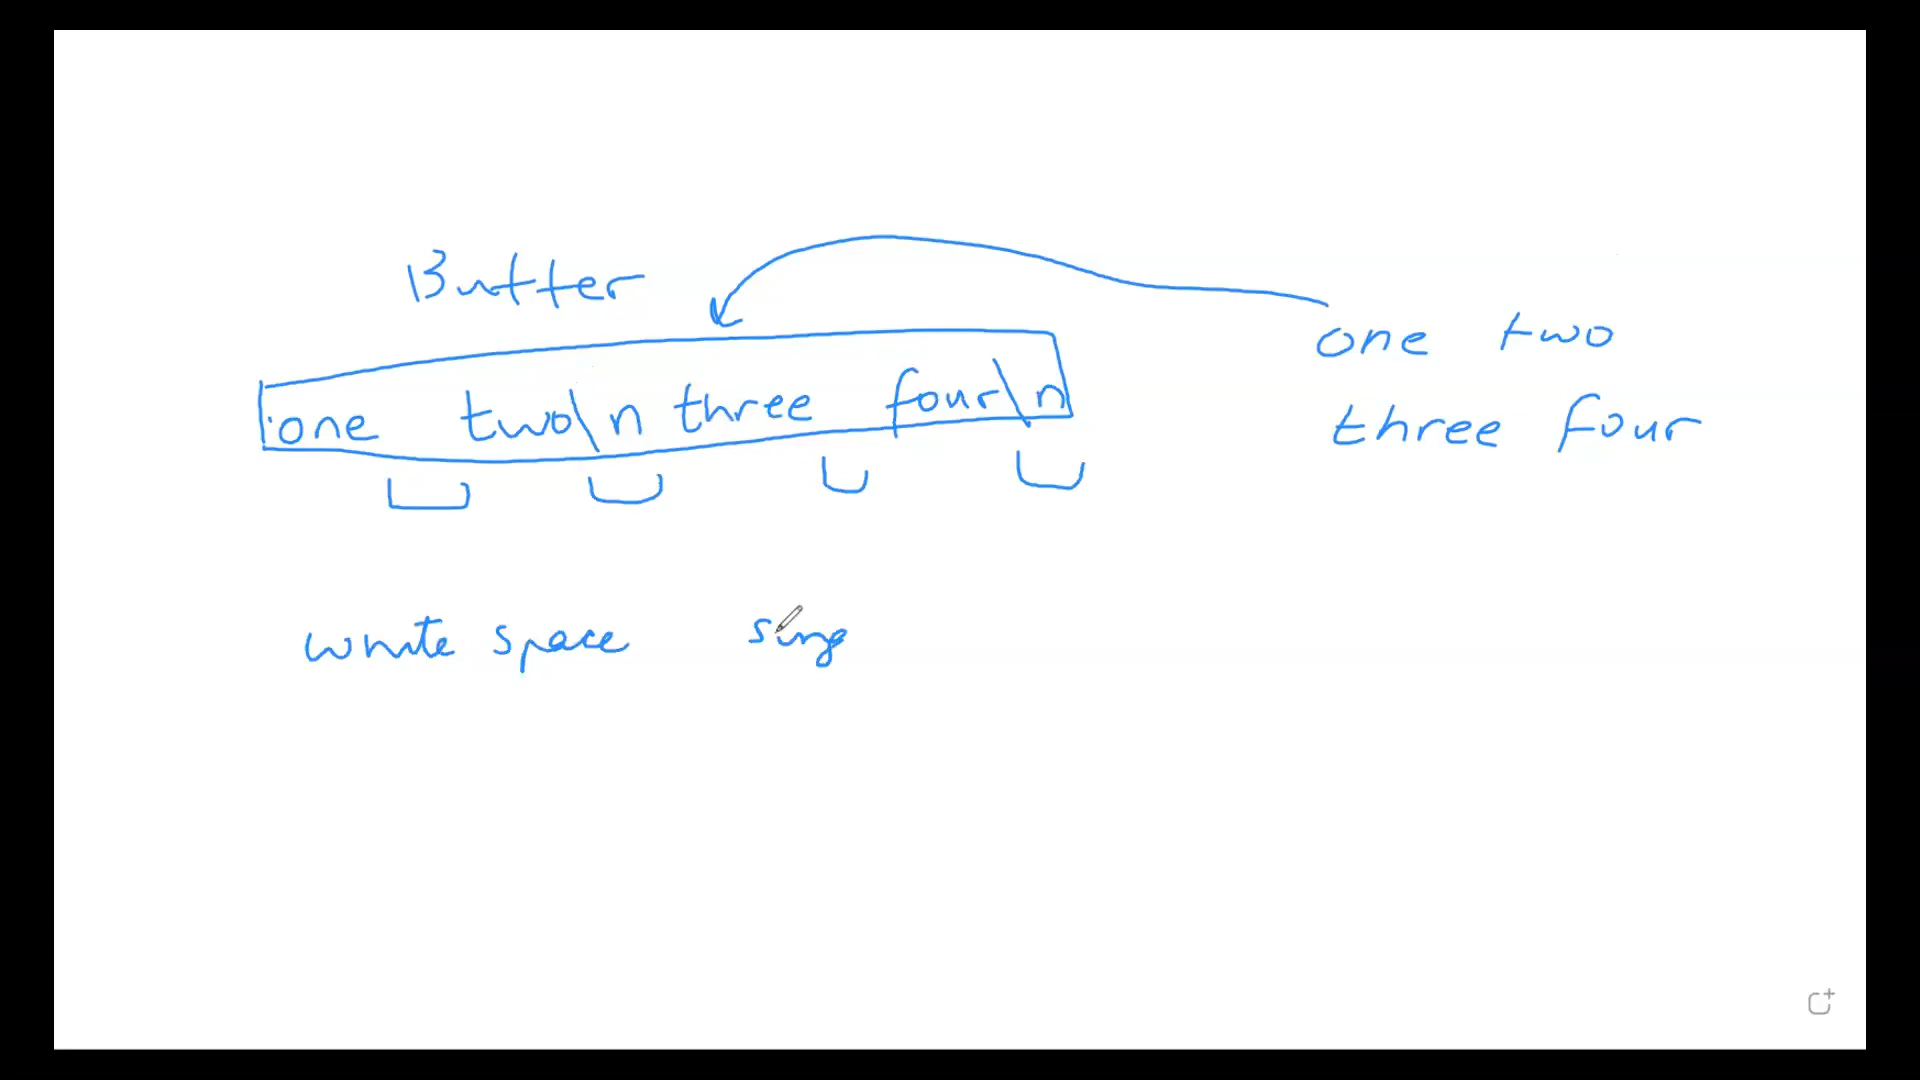 Buffer
one two\n three four\n
one two
three four
white space